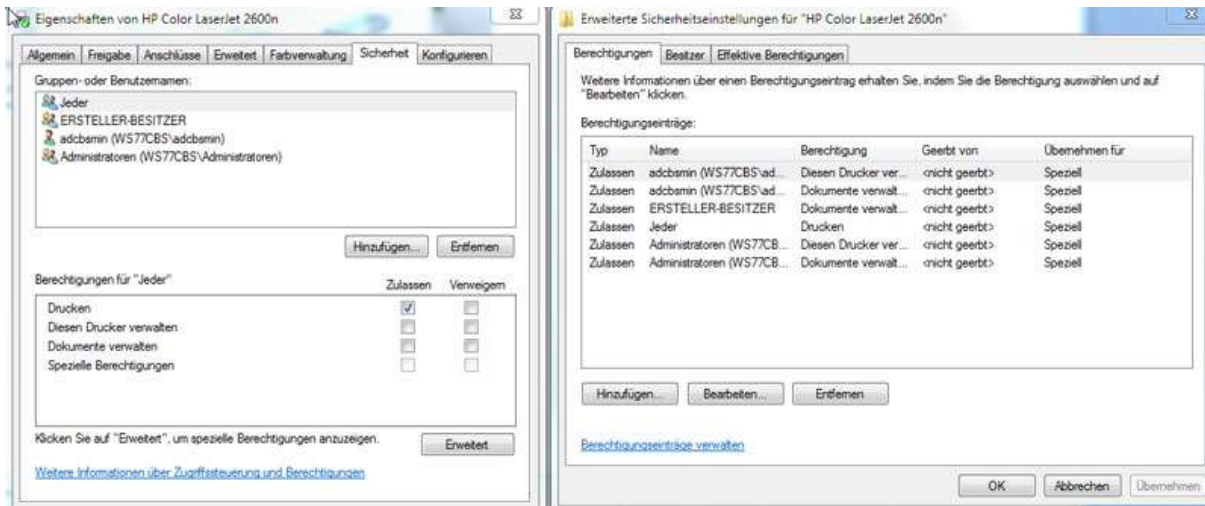 Eigenschaften von HP Color LaserJet 2600n
Allgemein Freigabe Anschlüsse Erweitert Farbverwaltung Sicherheit Konfigurieren
Gruppen- oder Benutzernamen:
Jeder
ERSTELLER-BESITZER
adcbsmin (WS77CBS\adcbsmin)
Administratoren (WS77CBS\Administratoren)
Hinzufügen... Entfernen
Berechtigungen für "Jeder" Zulassen Verweigern
Drucken
Diesen Drucker verwalten
Dokumente verwalten
Spezielle Berechtigungen
Klicken Sie auf "Erweitert", um spezielle Berechtigungen anzuzeigen. Erweitert
Weitere Informationen über Zugriffssteuerung und Berechtigungen
Erweiterte Sicherheitseinstellungen für "HP Color LaserJet 2600n"
Berechtigungen Besitzer Effektive Berechtigungen
Weitere Informationen über einen Berechtigungseintrag erhalten Sie, indem Sie die Berechtigung auswählen und auf
"Bearbeiten" klicken.
Berechtigungseinträge:
Typ Name Berechtigung Geerbt von Übernehmen für
Zulassen adcbsmin (WS77CBS\ad... Diesen Drucker ver... <nicht geerbt> Speziell
Zulassen adcbsmin (WS77CBS\ad... Dokumente verwalt... <nicht geerbt> Speziell
Zulassen ERSTELLER-BESITZER Dokumente verwalt... <nicht geerbt> Speziell
Zulassen Jeder Drucken <nicht geerbt> Speziell
Zulassen Administratoren (WS77CB... Diesen Drucker ver... <nicht geerbt> Speziell
Zulassen Administratoren (WS77CB... Dokumente verwalt... <nicht geerbt> Speziell
Hinzufügen... Bearbeiten... Entfernen
Berechtigungseinträge verwalten
OK Abbrechen Übernehmen